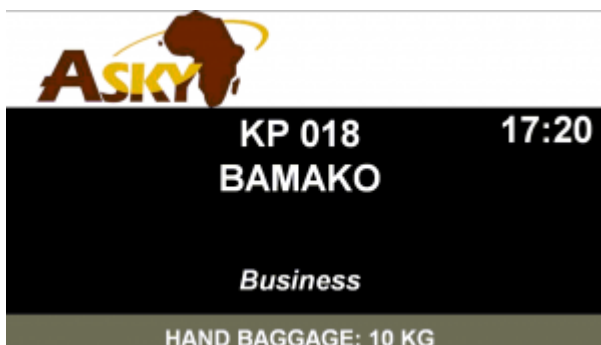 ASKY
KP 018 17:20
BAMAKO
Business
HAND BAGGAGE: 10 KG